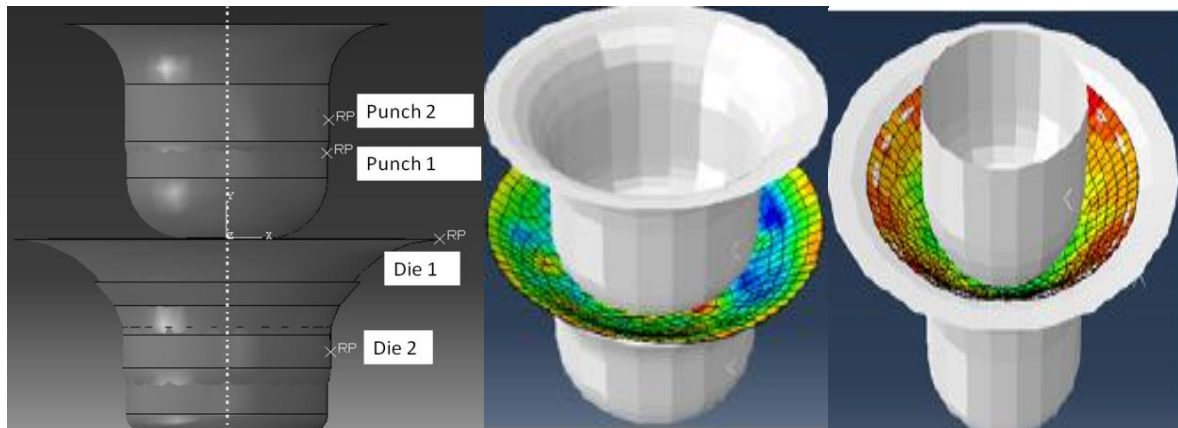 RP
Punch 2
RP
Punch 1
Y
Z
X
RP
Die 1
RP
Die 2